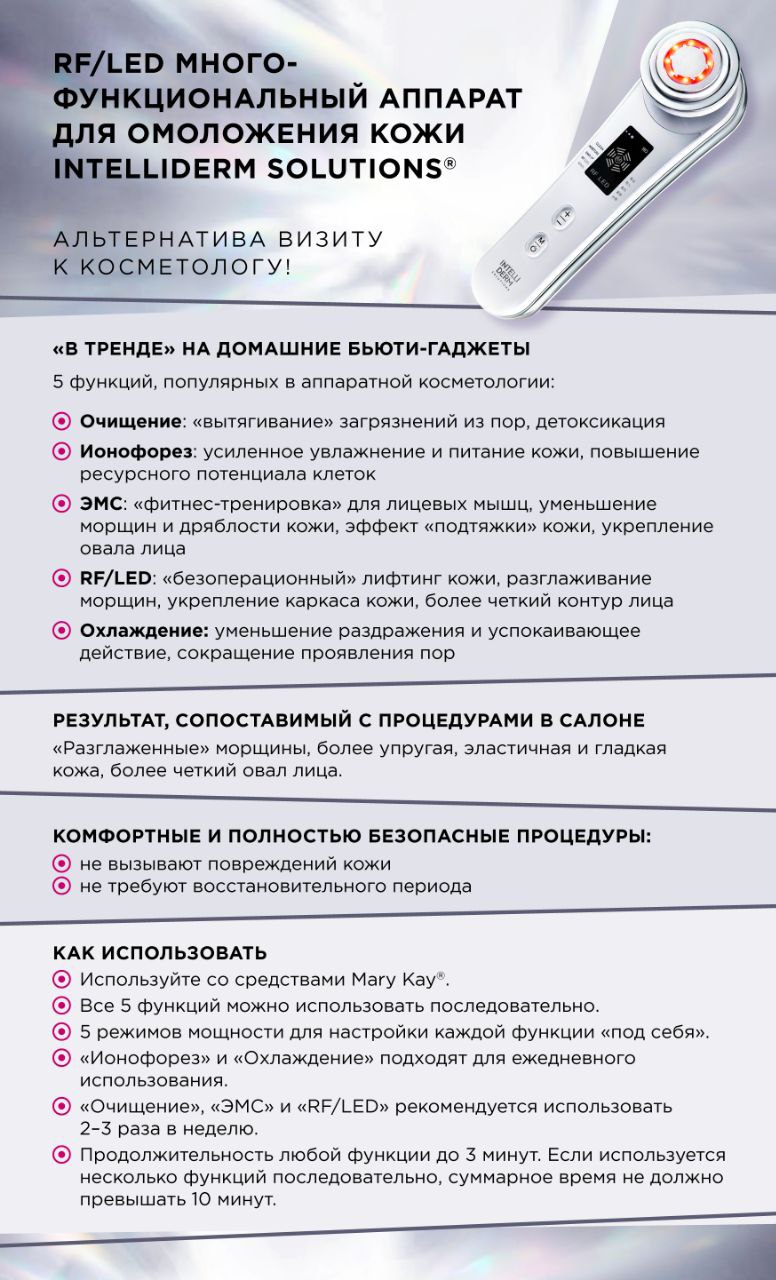 RF/LED МНОГО-
ФУНКЦИОНАЛЬНЫЙ АППАРАТ
ДЛЯ ОМОЛОЖЕНИЯ КОЖИ
INTELLIDERM SOLUTIONS®
АЛЬТЕРНАТИВА ВИЗИТУ
К КОСМЕТОЛОГУ!
RF LED
M
INTELLI
DERM
SOLUTIONS
«В ТРЕНДЕ» НА ДОМАШНИЕ БЬЮТИ-ГАДЖЕТЫ
5 функций, популярных в аппаратной косметологии:
Очищение: «вытягивание» загрязнений из пор, детоксикация
Ионофорез: усиленное увлажнение и питание кожи, повышение
ресурсного потенциала клеток
ЭМС: «фитнес-тренировка» для лицевых мышц, уменьшение
морщин и дряблости кожи, эффект «подтяжки» кожи, укрепление
овала лица
RF/LED: «безоперационный» лифтинг кожи, разглаживание
морщин, укрепление каркаса кожи, более четкий контур лица
Охлаждение: уменьшение раздражения и успокаивающее
действие, сокращение проявления пор
РЕЗУЛЬТАТ, СОПОСТАВИМЫЙ С ПРОЦЕДУРАМИ В САЛОНЕ
«Разглаженные» морщины, более упругая, эластичная и гладкая
кожа, более четкий овал лица.
КОМФОРТНЫЕ И ПОЛНОСТЬЮ БЕЗОПАСНЫЕ ПРОЦЕДУРЫ:
не вызывают повреждений кожи
не требуют восстановительного периода
КАК ИСПОЛЬЗОВАТЬ
Используйте со средствами Mary Kay®.
Все 5 функций можно использовать последовательно.
5 режимов мощности для настройки каждой функции «под себя».
«Ионофорез» и «Охлаждение» подходят для ежедневного
использования.
«Очищение», «ЭМС» и «RF/LED» рекомендуется использовать
2–3 раза в неделю.
Продолжительность любой функции до 3 минут. Если используется
несколько функций последовательно, суммарное время не должно
превышать 10 минут.